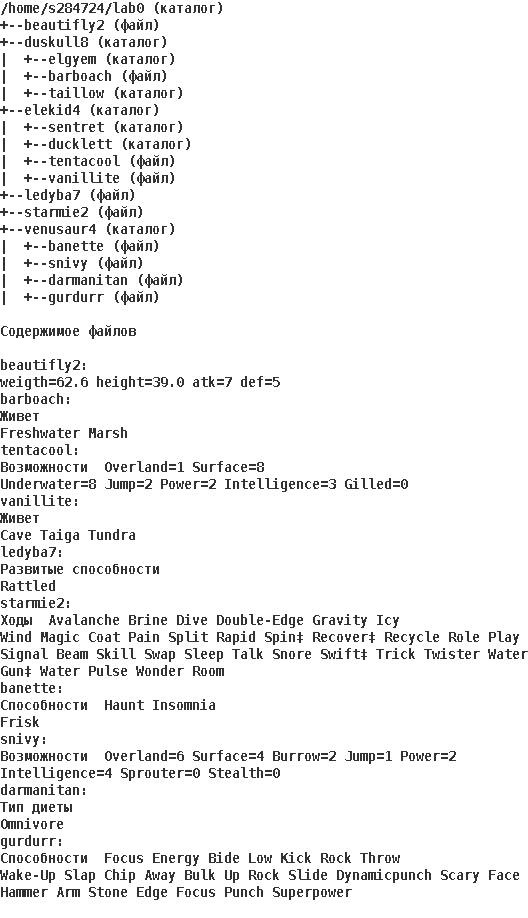 /home/s284724/lab0 (каталог)
+--beautifly2 (файл)
+--duskull8 (каталог)
|  +--elgyem (каталог)
|  +--barboach (файл)
|  +--taillow (каталог)
+--elekid4 (каталог)
|  +--sentret (каталог)
|  +--ducklett (каталог)
|  +--tentacool (файл)
|  +--vanillite (файл)
+--ledyba7 (файл)
+--starmie2 (файл)
+--venusaur4 (каталог)
|  +--banette (файл)
|  +--snivy (файл)
|  +--darmanitan (файл)
|  +--gurdurr (файл)

Содержимое файлов

beautifly2:
weigth=62.6 height=39.0 atk=7 def=5
barboach:
Живет
Freshwater Marsh
tentacool:
Возможности  Overland=1 Surface=8
Underwater=8 Jump=2 Power=2 Intelligence=3 Gilled=0
vanillite:
Живет
Cave Taiga Tundra
ledyba7:
Развитые способности
Rattled
starmie2:
Ходы  Avalanche Brine Dive Double-Edge Gravity Icy
Wind Magic Coat Pain Split Rapid Spin‡ Recover‡ Recycle Role Play
Signal Beam Skill Swap Sleep Talk Snore Swift‡ Trick Twister Water
Gun‡ Water Pulse Wonder Room
banette:
Способности  Haunt Insomnia
Frisk
snivy:
Возможности  Overland=6 Surface=4 Burrow=2 Jump=1 Power=2
Intelligence=4 Sprouter=0 Stealth=0
darmanitan:
Тип диеты
Omnivore
gurdurr:
Способности  Focus Energy Bide Low Kick Rock Throw
Wake-Up Slap Chip Away Bulk Up Rock Slide Dynamicpunch Scary Face
Hammer Arm Stone Edge Focus Punch Superpower